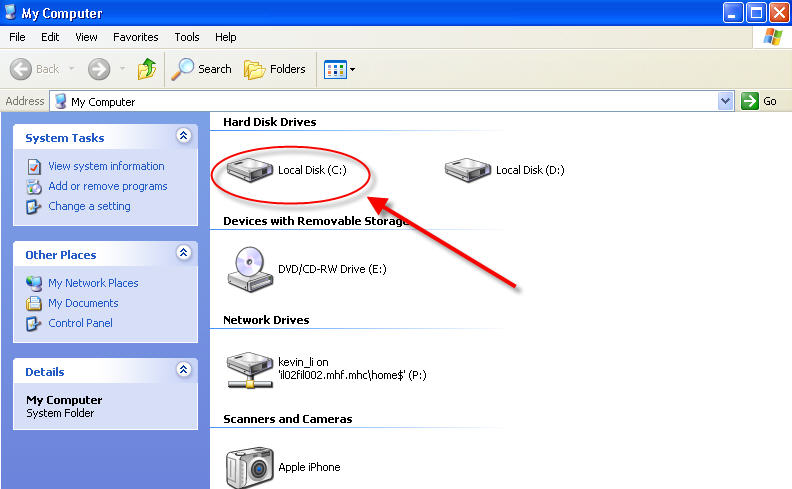 My Computer
File Edit View Favorites Tools Help
Back Search Folders
Address My Computer Go
System Tasks
View system information
Add or remove programs
Change a setting
Other Places
My Network Places
My Documents
Control Panel
Details
My Computer
System Folder
Hard Disk Drives
Local Disk (C:) Local Disk (D:)
Devices with Removable Storage
DVD/CD-RW Drive (E:)
Network Drives
kevin_li on
'il02fil002.mhf.mhc\home$' (P:)
Scanners and Cameras
Apple iPhone